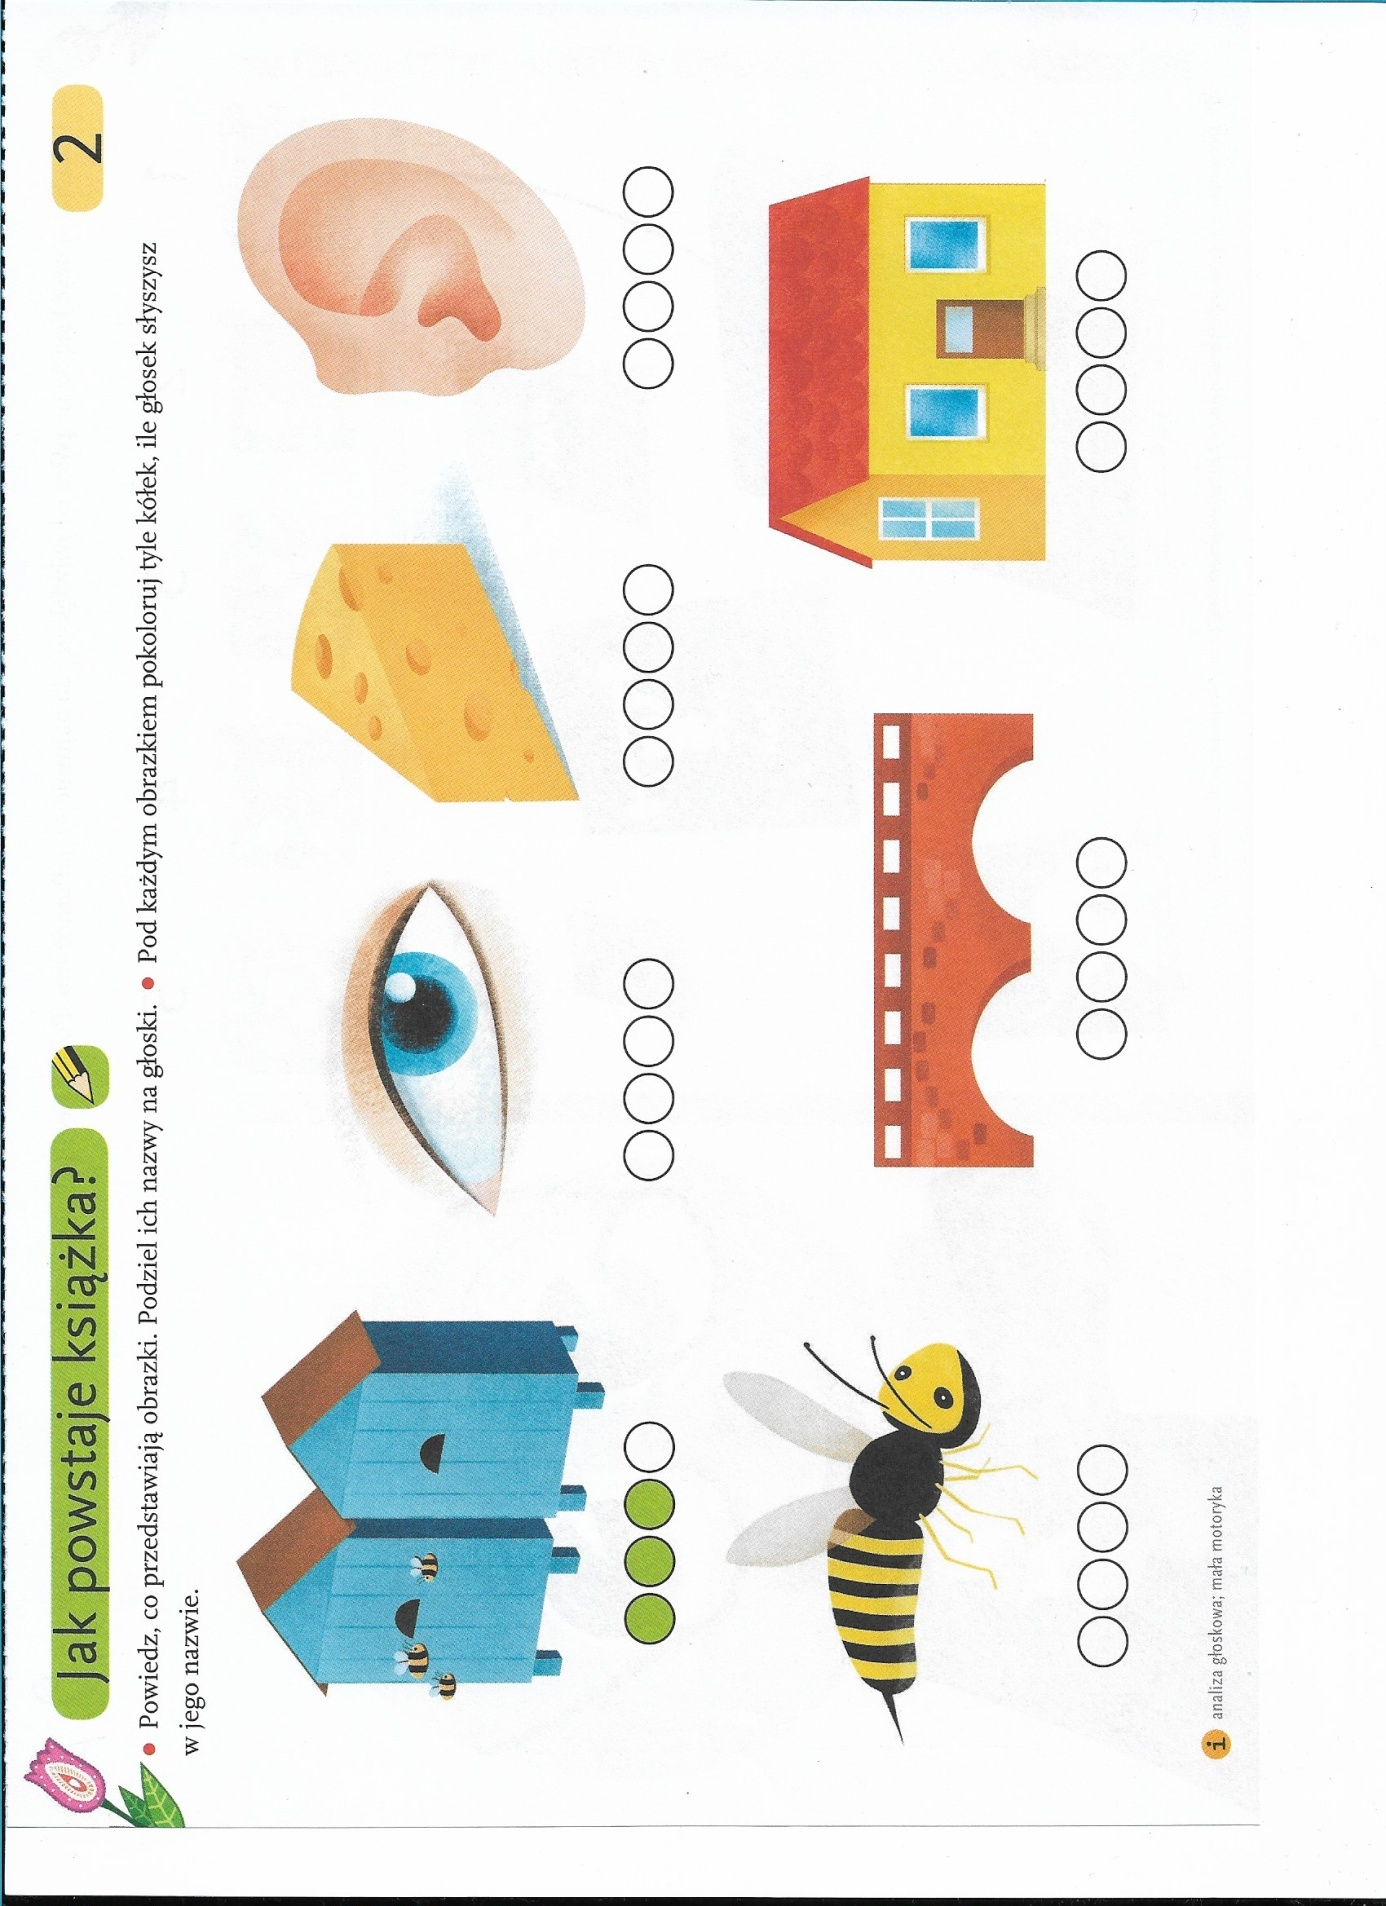 Jak powstaje książka?
2
• Powiedz, co przedstawiają obrazki. Podziel ich nazwy na głoski. • Pod każdym obrazkiem pokoloruj tyle kółek, ile głosek słyszysz
w jego nazwie.
i analiza głoskowa; mała motoryka